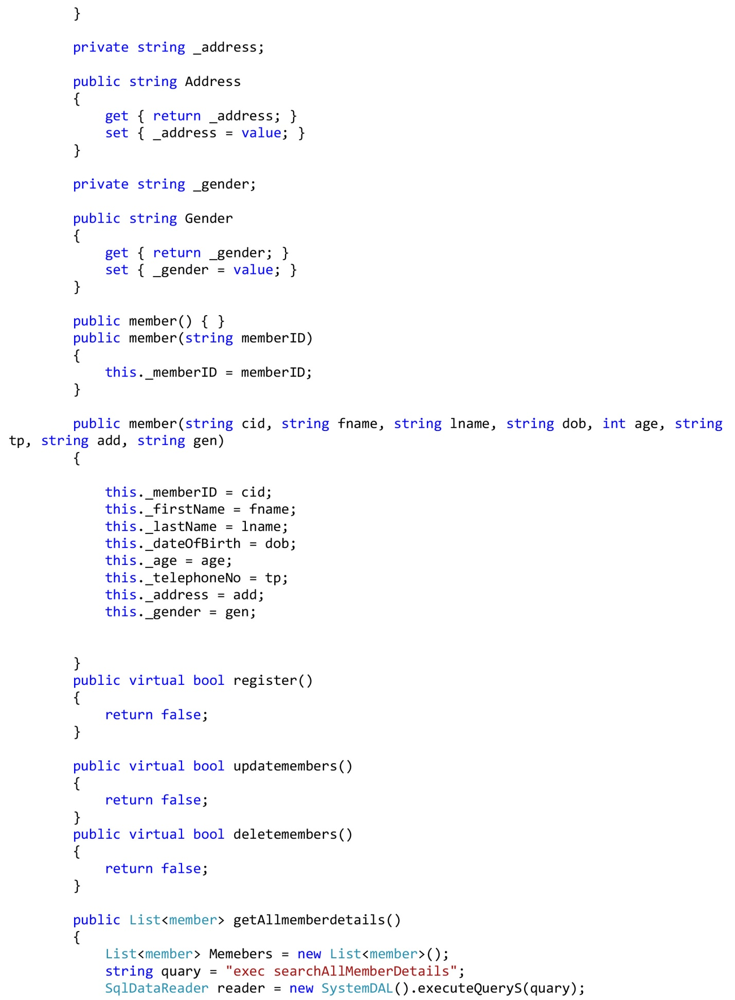 }
private string _address;
public string Address
{
get { return _address; }
set { _address = value; }
}
private string _gender;
public string Gender
{
get { return _gender; }
set { _gender = value; }
}
public member() { }
public member(string memberID)
{
this._memberID = memberID;
}
public member(string cid, string fname, string lname, string dob, int age, string
tp, string add, string gen)
{
this._memberID = cid;
this._firstName = fname;
this._lastName = lname;
this._dateOfBirth = dob;
this._age = age;
this._telephoneNo = tp;
this._address = add;
this._gender = gen;
}
public virtual bool register()
{
return false;
}
public virtual bool updatemembers()
{
return false;
}
public virtual bool deletemembers()
{
return false;
}
public List<member> getAllmemberdetails()
{
List<member> Memebers = new List<member>();
string quary = "exec searchAllMemberDetails";
SqlDataReader reader = new SystemDAL().executeQueryS(quary);